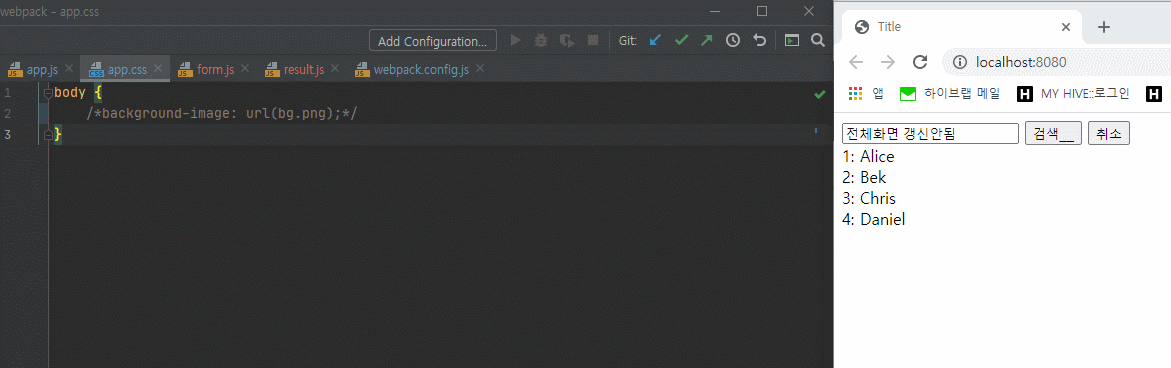 webpack – app.css
Add Configuration...
Git:
app.js
app.css
form.js
result.js
webpack.config.js
1 body {
2 /*background-image: url(bg.png);*/
3 }
Title
localhost:8080
앱
하이브랩 메일
MY HIVE::로그인
전체화면 갱신안됨 검색__ 취소
1: Alice
2: Bek
3: Chris
4: Daniel